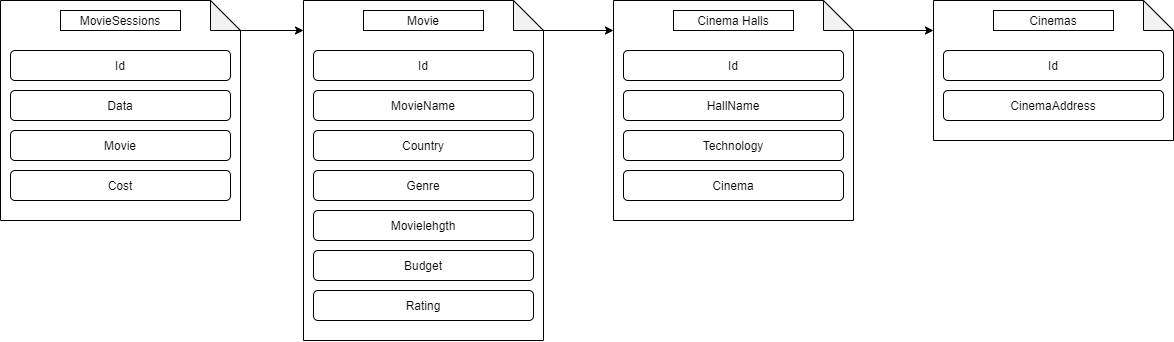 MovieSessions
Id
Data
Movie
Cost
Movie
Id
MovieName
Country
Genre
Movielehgth
Budget
Rating
Cinema Halls
Id
HallName
Technology
Cinema
Cinemas
Id
CinemaAddress